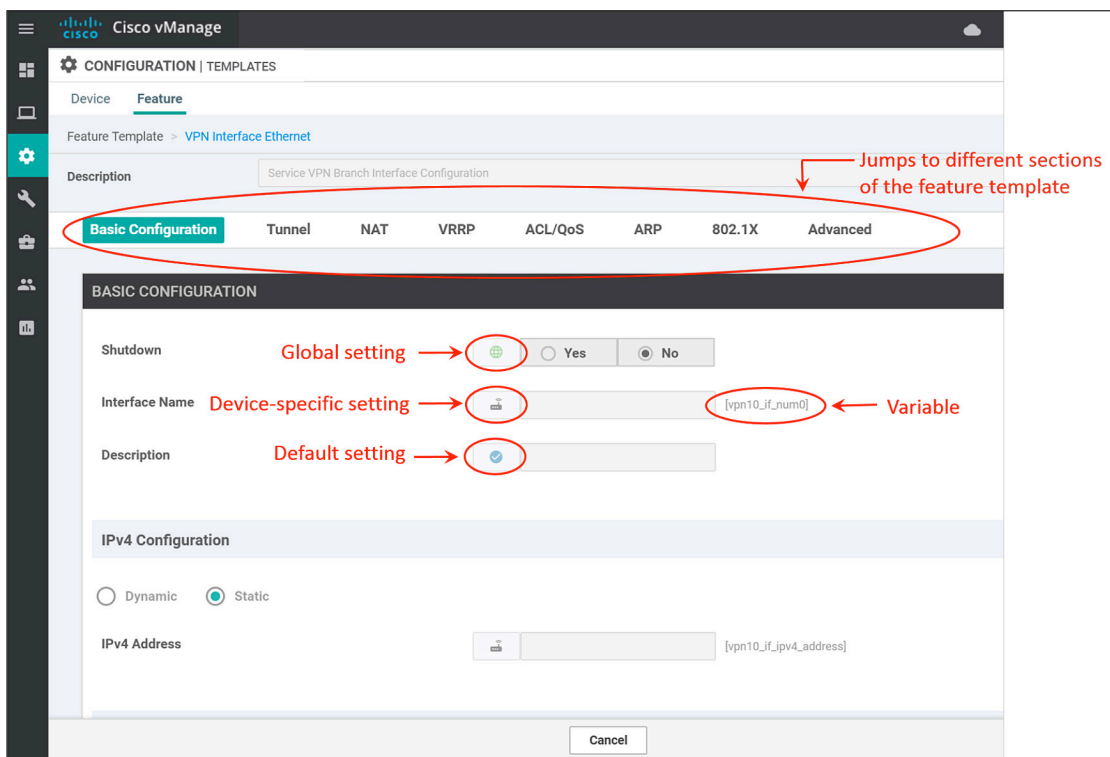 cisco Cisco vManage
CONFIGURATION | TEMPLATES
Device Feature
Feature Template > VPN Interface Ethernet
Description Service VPN Branch Interface Configuration
Jumps to different sections
of the feature template
Basic Configuration Tunnel NAT VRRP ACL/QoS ARP 802.1X Advanced
BASIC CONFIGURATION
Shutdown Global setting Yes No
Interface Name Device-specific setting [vpn10_if_num0] Variable
Description Default setting
IPv4 Configuration
Dynamic Static
IPv4 Address [vpn10_if_ipv4_address]
Cancel